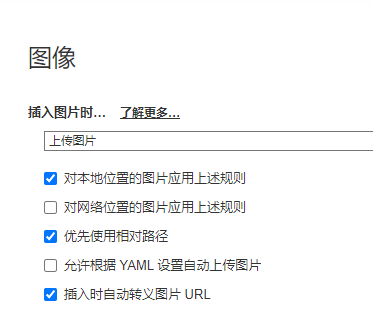 图像
插入图片时… 了解更多…
上传图片
对本地位置的图片应用上述规则
对网络位置的图片应用上述规则
优先使用相对路径
允许根据 YAML 设置自动上传图片
插入时自动转义图片 URL